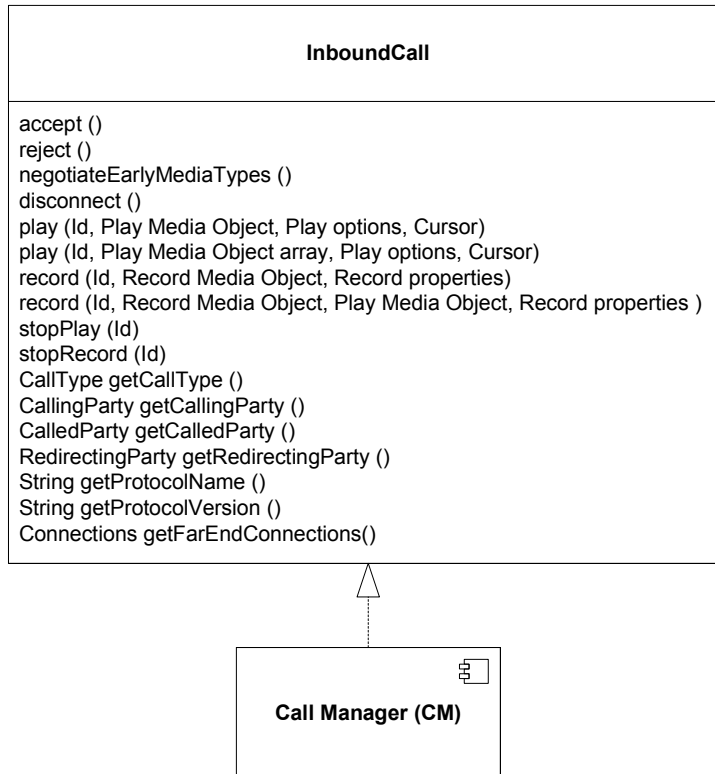 InboundCall
accept ()
reject ()
negotiateEarlyMediaTypes ()
disconnect ()
play (Id, Play Media Object, Play options, Cursor)
play (Id, Play Media Object array, Play options, Cursor)
record (Id, Record Media Object, Record properties)
record (Id, Record Media Object, Play Media Object, Record properties )
stopPlay (Id)
stopRecord (Id)
CallType getCallType ()
CallingParty getCallingParty ()
CalledParty getCalledParty ()
RedirectingParty getRedirectingParty ()
String getProtocolName ()
String getProtocolVersion ()
Connections getFarEndConnections()
Call Manager (CM)